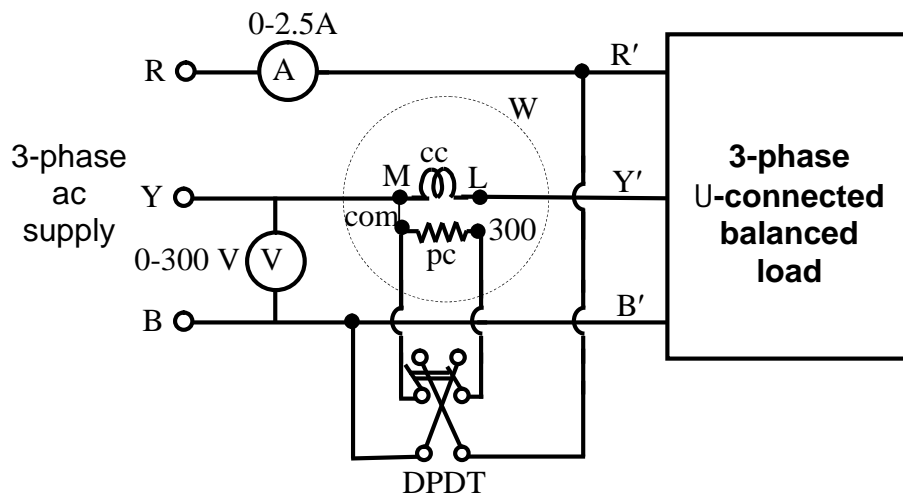 0-2.5A
R
A
R′
W
3-phase
ac
supply
cc
M
L
Y
Y′
com
300
pc
0-300 V
V
B
B′
DPDT
3-phase
U-connected
balanced
load